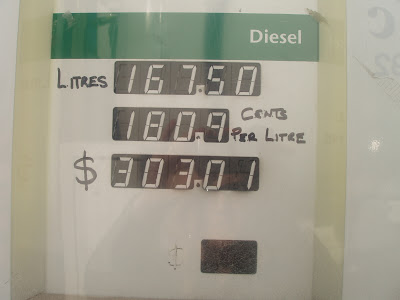 Diesel
LITRES 167.50
180.9 CENTS PER LITRE
$ 303.01
$